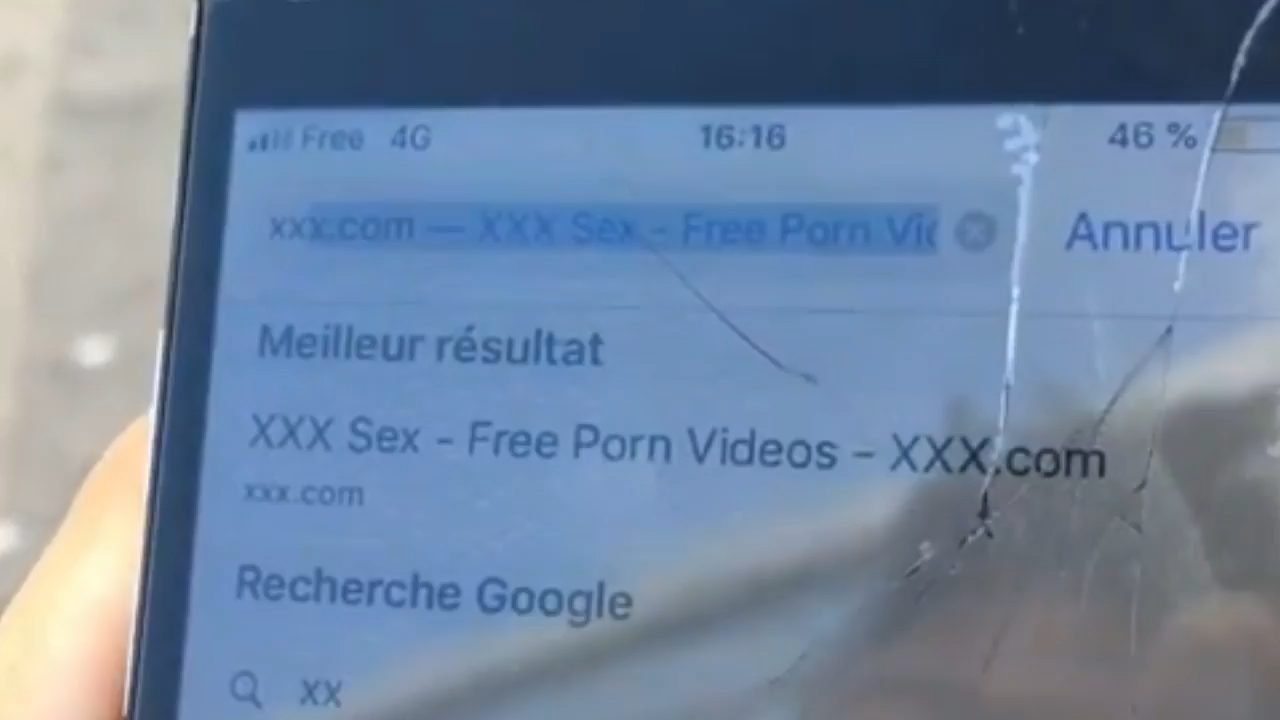 Free 4G 16:16 46 %
xxx.com — XXX Sex - Free Porn Vid Annuler
Meilleur résultat
XXX Sex - Free Porn Videos - XXX.com
xxx.com
Recherche Google
xx